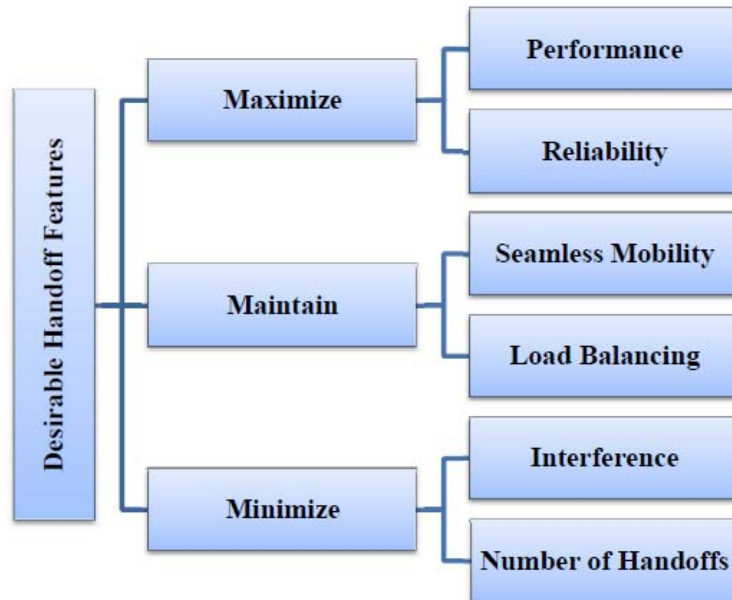 Desirable Handoff Features
Maximize
Performance
Reliability
Maintain
Seamless Mobility
Load Balancing
Minimize
Interference
Number of Handoffs